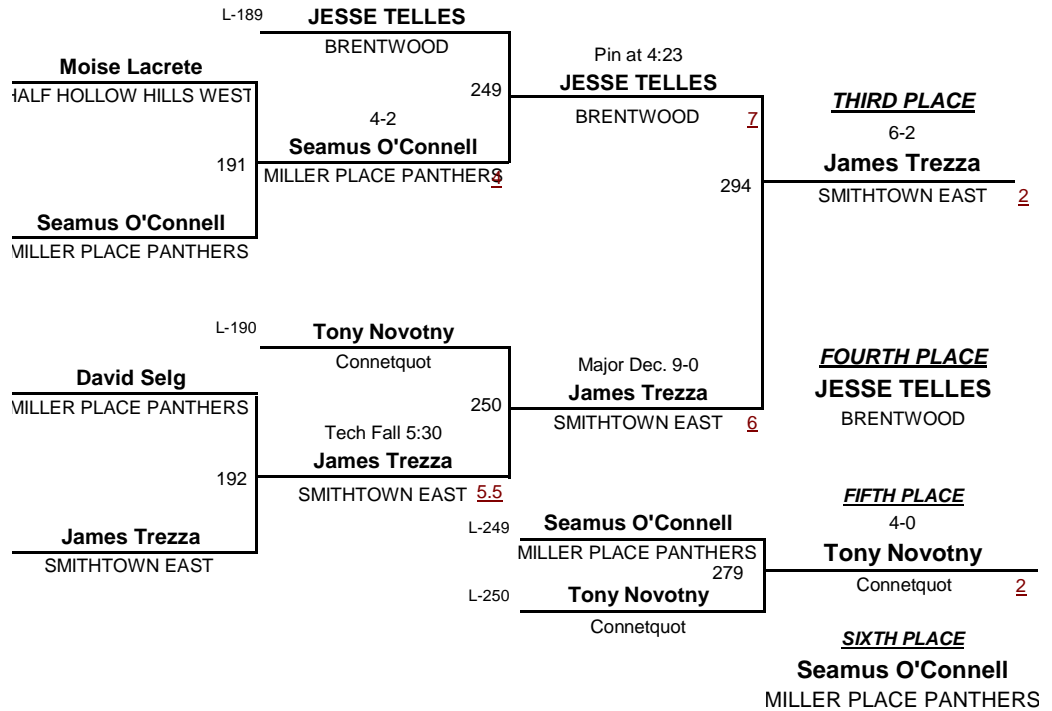 L-189 JESSE TELLES
BRENTWOOD
Moise Lacrete
HALF HOLLOW HILLS WEST
191
4-2
Seamus O'Connell
MILLER PLACE PANTHERS 4
Seamus O'Connell
MILLER PLACE PANTHERS
249
Pin at 4:23
JESSE TELLES
BRENTWOOD 7
294
THIRD PLACE
6-2
James Trezza
SMITHTOWN EAST 2
L-190 Tony Novotny
Connetquot
David Selg
MILLER PLACE PANTHERS
192
Tech Fall 5:30
James Trezza
SMITHTOWN EAST 5.5
James Trezza
SMITHTOWN EAST
250
Major Dec. 9-0
James Trezza
SMITHTOWN EAST 6
FOURTH PLACE
JESSE TELLES
BRENTWOOD
L-249 Seamus O'Connell
MILLER PLACE PANTHERS
279
L-250 Tony Novotny
Connetquot
FIFTH PLACE
4-0
Tony Novotny
Connetquot 2
SIXTH PLACE
Seamus O'Connell
MILLER PLACE PANTHERS